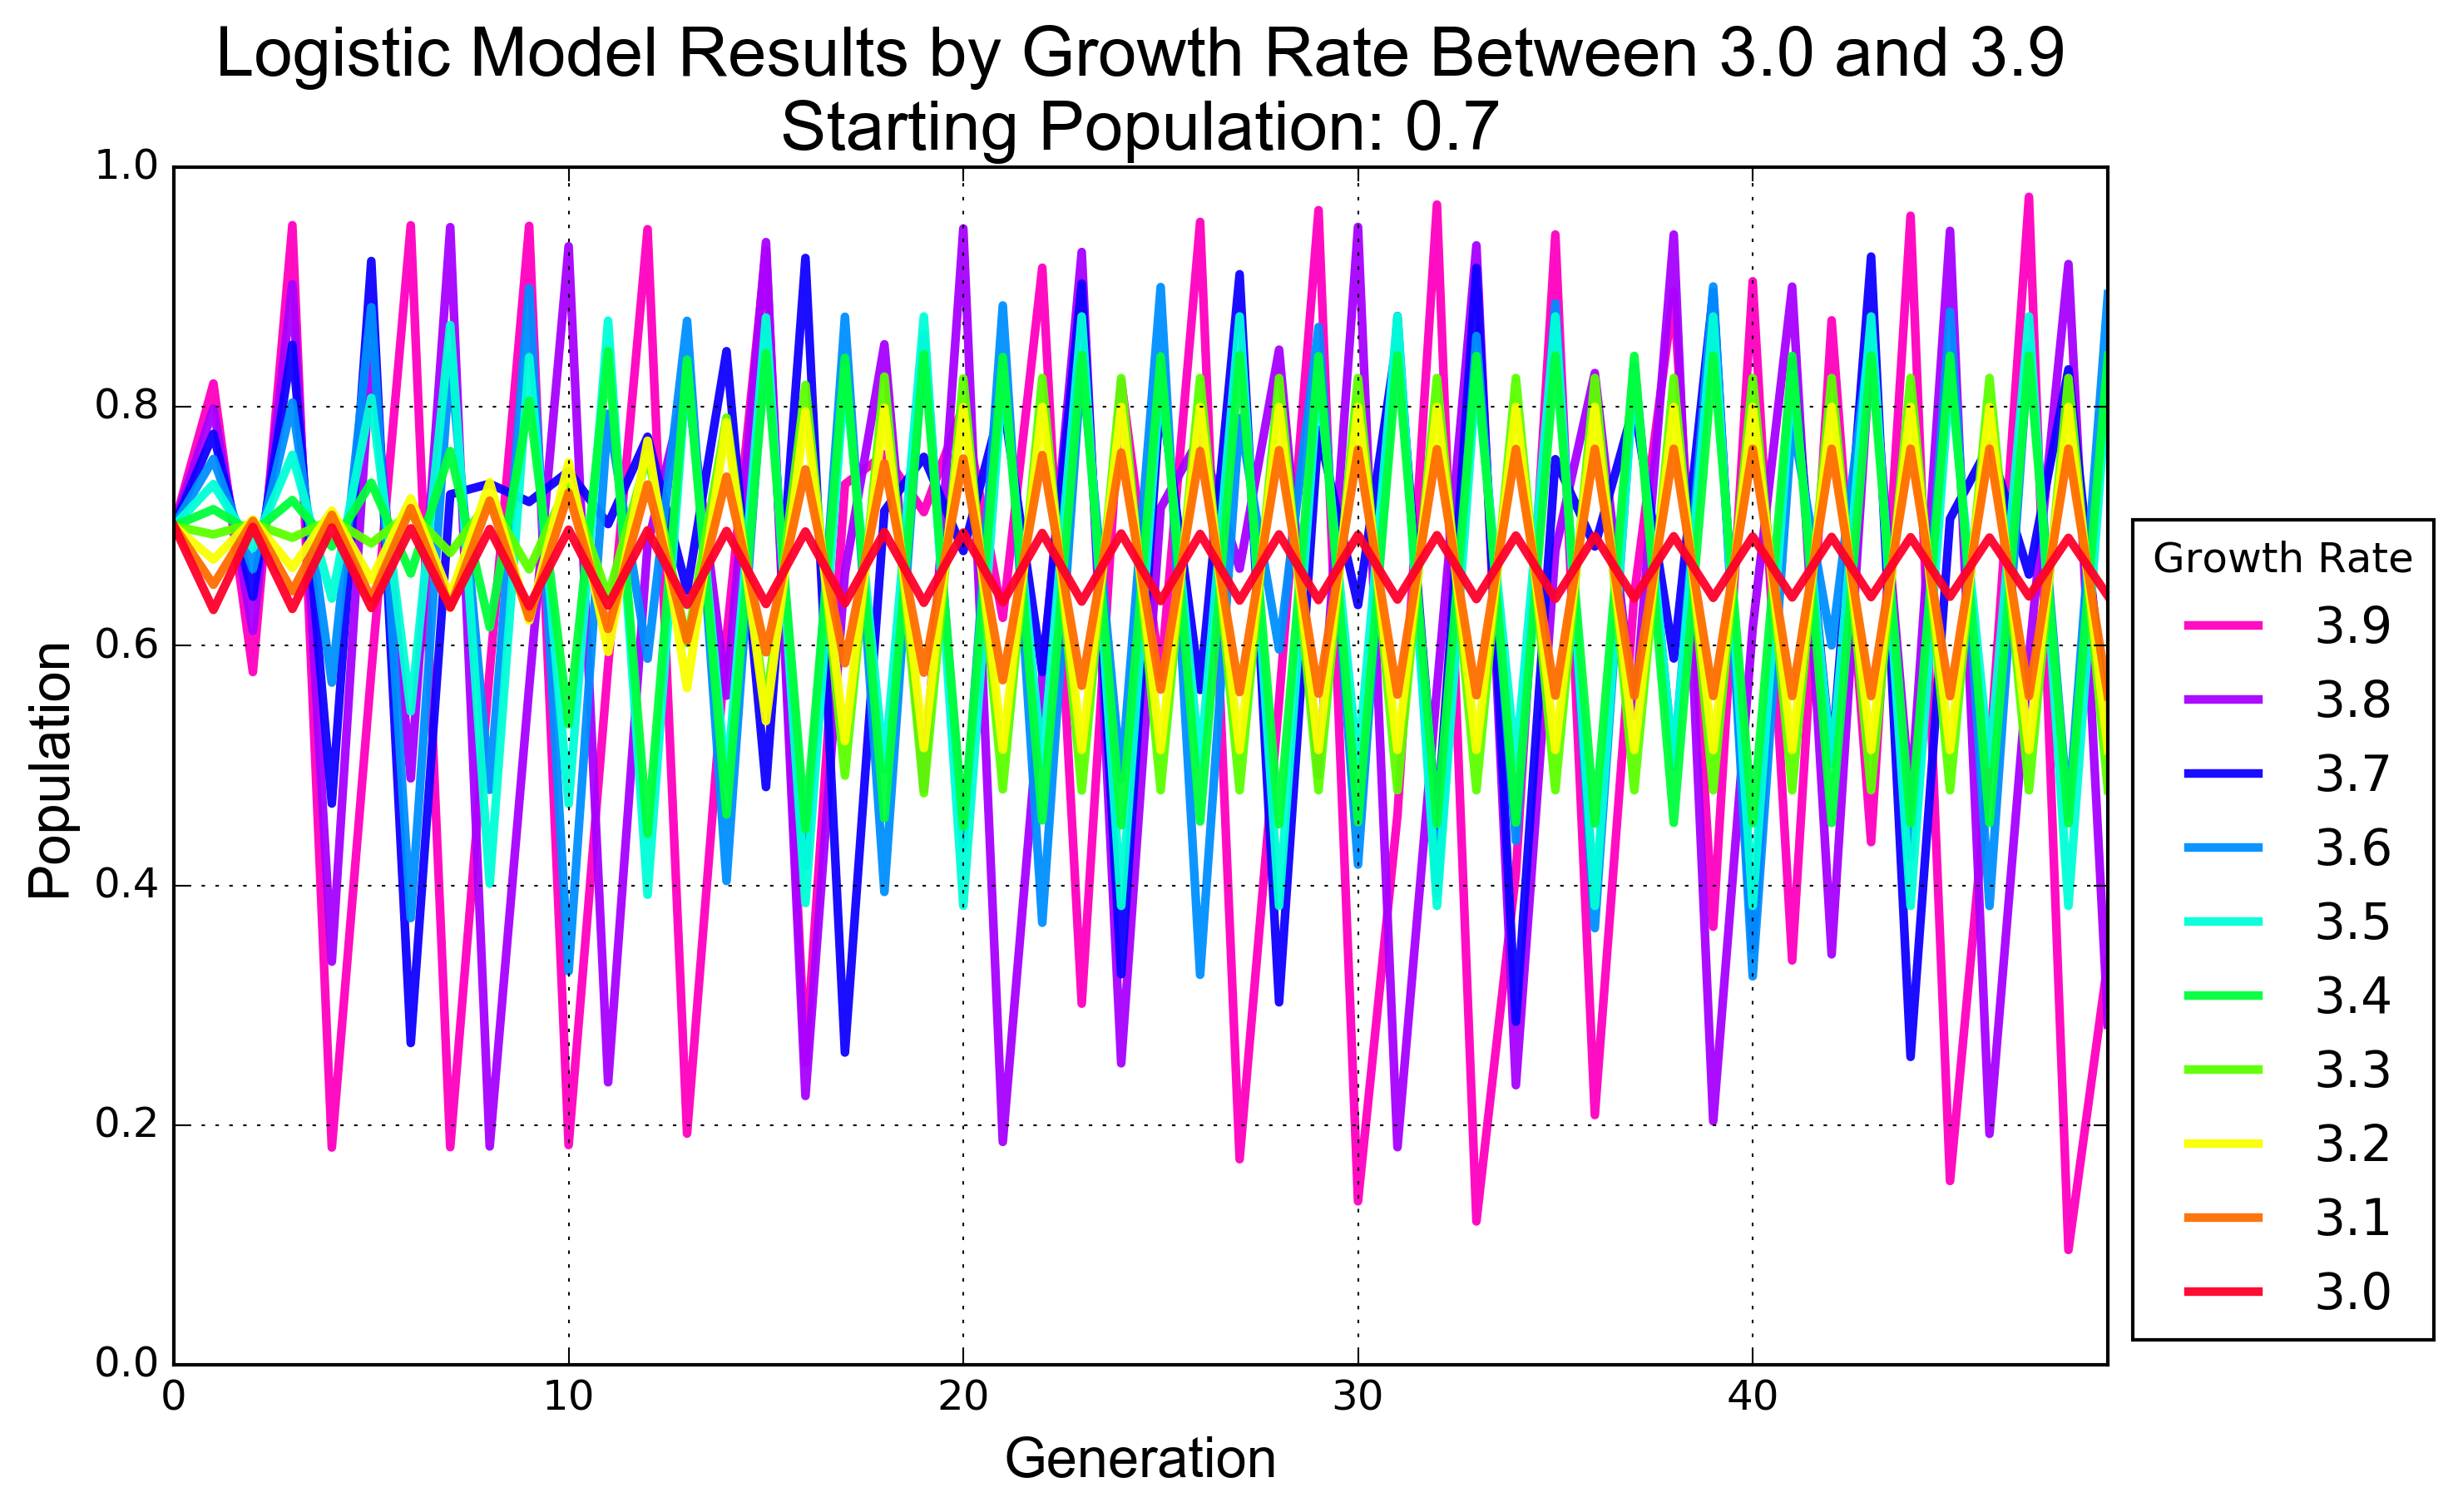 Logistic Model Results by Growth Rate Between 3.0 and 3.9
Starting Population: 0.7
1.0
0.8
0.6
0.4
0.2
0.0
Population
0 10 20 30 40
Generation
Growth Rate
3.9
3.8
3.7
3.6
3.5
3.4
3.3
3.2
3.1
3.0